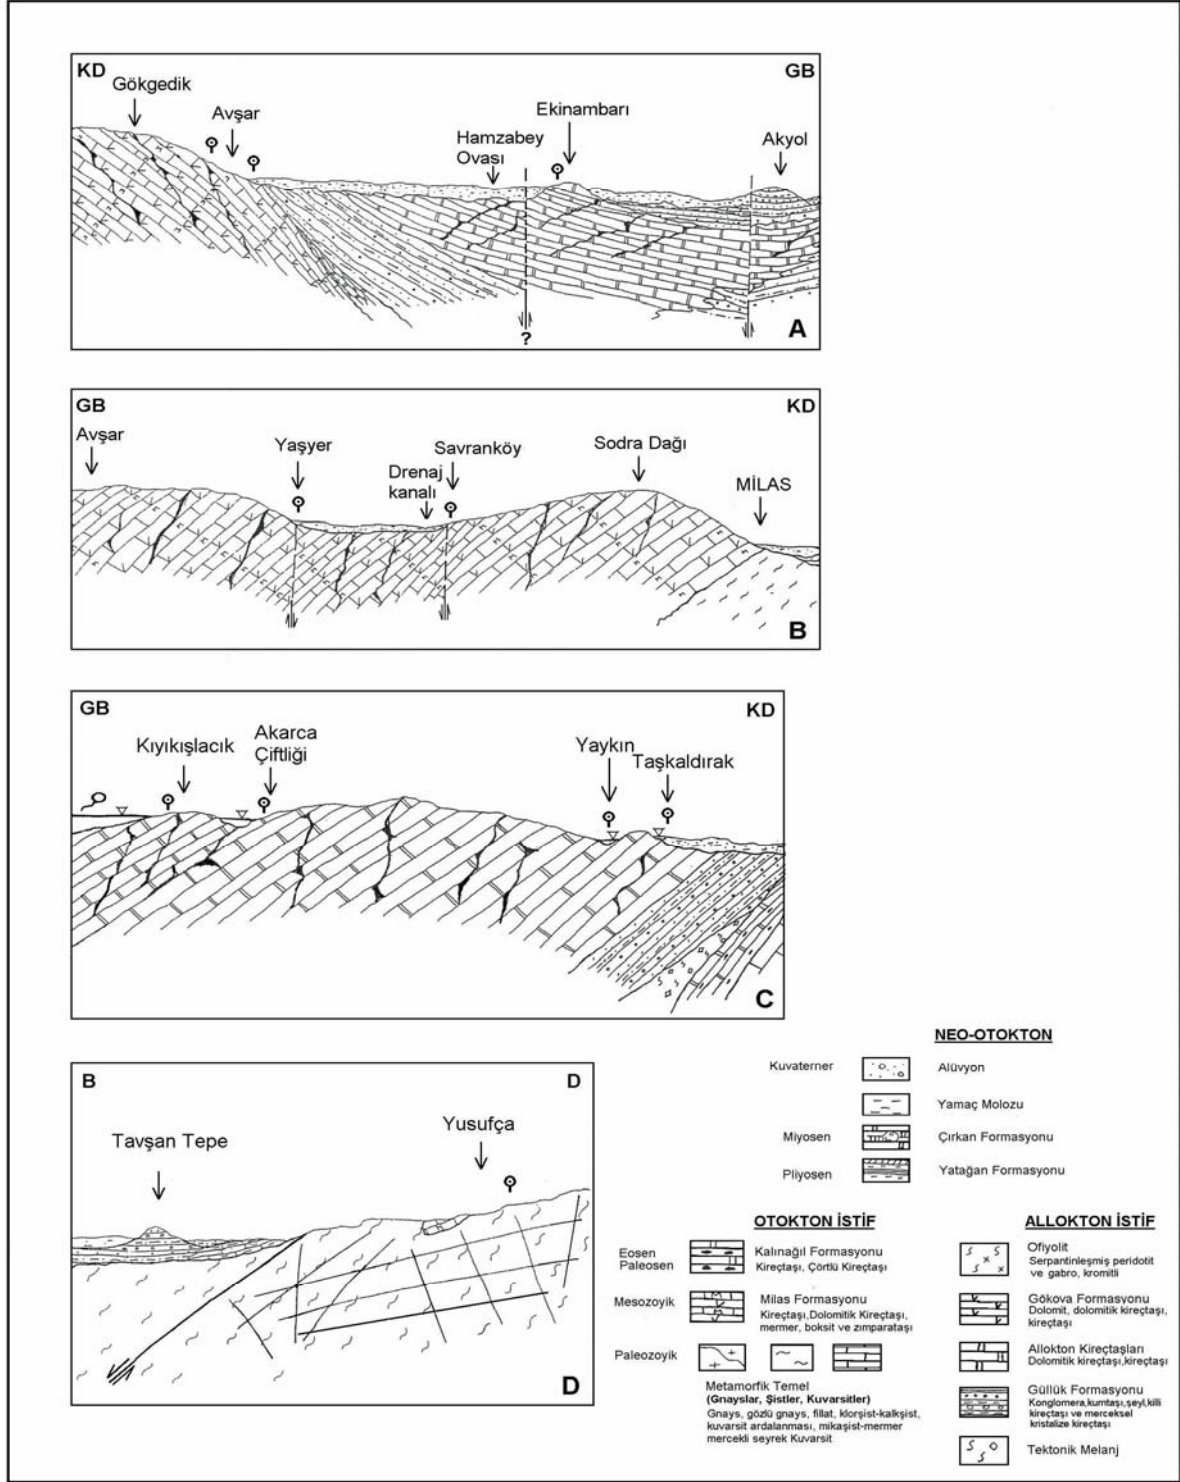 KD
GB
Gökgedik
Avşar
Hamzabey
Ovası
Ekinambarı
Akyol
?
A
GB
KD
Avşar
Yaşyer
Drenaj
kanalı
Savranköy
Sodra Dağı
MİLAS
B
GB
KD
Kıyıkışlacık
Akarca
Çiftliği
Yaykın
Taşkaldırak
C
B
D
Tavşan Tepe
Yusufça
D
NEO-OTOKTON
Kuvaterner
Alüvyon
Yamaç Molozu
Miyosen
Çırkan Formasyonu
Pliyosen
Yatağan Formasyonu
OTOKTON İSTİF
Eosen
Paleosen
Kalınağıl Formasyonu
Kireçtaşı, Çörtlü Kireçtaşı
Mesozoyik
Milas Formasyonu
Kireçtaşı,Dolomitik Kireçtaşı,
mermer, boksit ve zımparataşı
Paleozoyik
Metamorfik Temel
(Gnayslar, Şistler, Kuvarsitler)
Gnays, gözlü gnays, fillat, klorşist-kalkşist,
kuvarsit ardalanması, mikaşist-mermer
mercekli seyrek Kuvarsit
ALLOKTON İSTİF
Ofiyolit
Serpantinleşmiş peridotit
ve gabro, kromitli
Gökova Formasyonu
Dolomit, dolomitik kireçtaşı,
kireçtaşı
Allokton Kireçtaşları
Dolomitik kireçtaşı,kireçtaşı
Güllük Formasyonu
Konglomera,kumtaşı,şeyl,killi
kireçtaşı ve merceksel
kristalize kireçtaşı
Tektonik Melanj